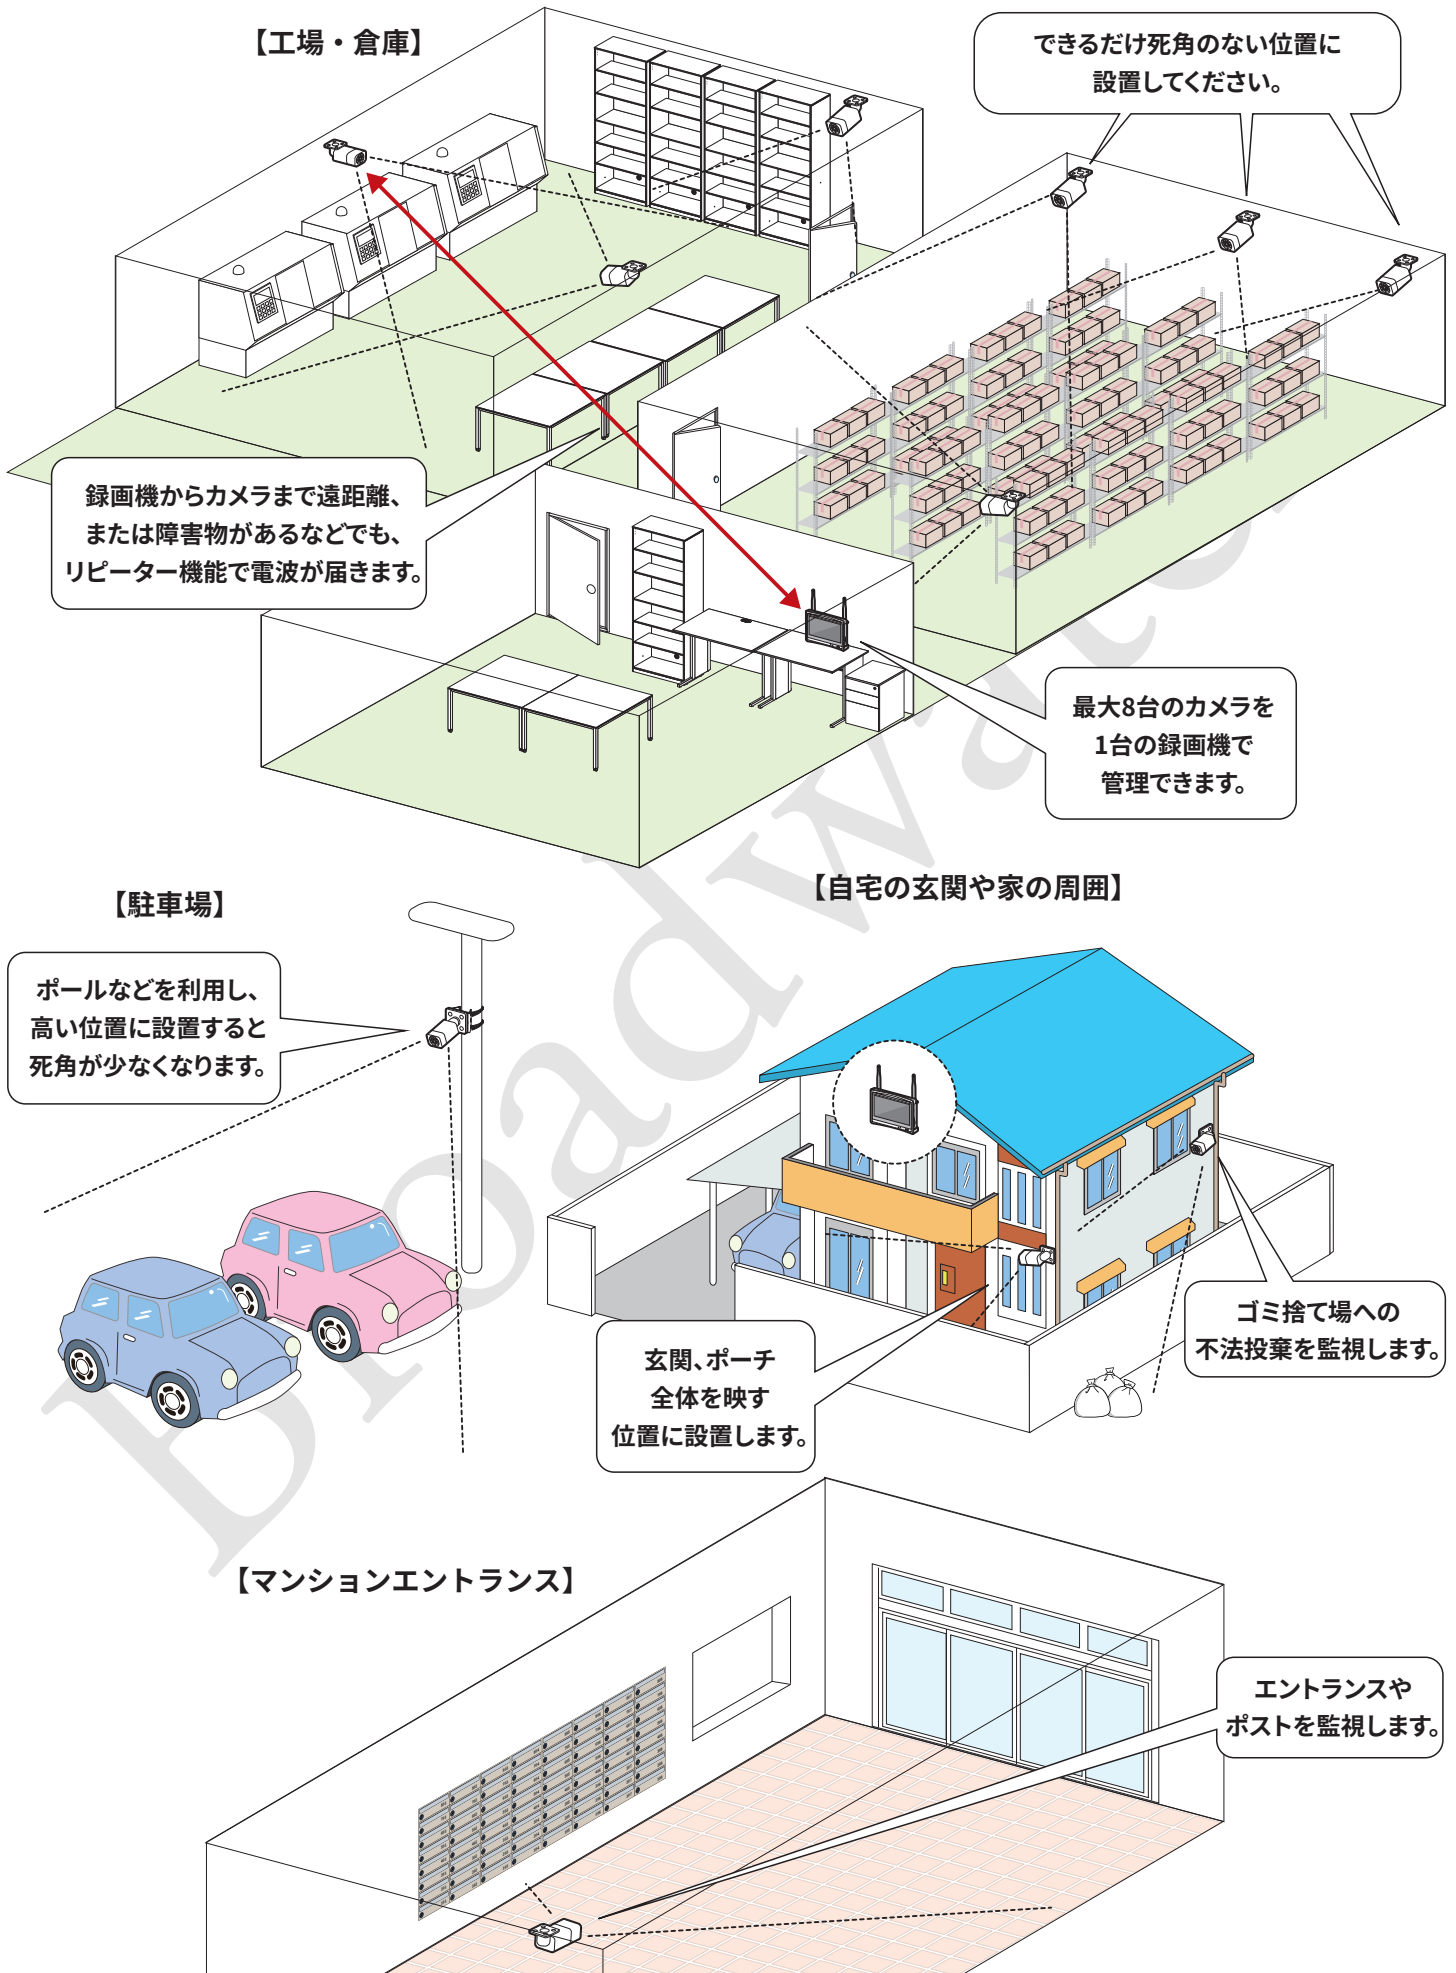 【工場・倉庫】
できるだけ死角のない位置に
設置してください。
録画機からカメラまで遠距離、
または障害物があるなどでも、
リピーター機能で電波が届きます。
最大8台のカメラを
1台の録画機で
管理できます。
【駐車場】
ポールなどを利用し、
高い位置に設置すると
死角が少なくなります。
【自宅の玄関や家の周囲】
玄関、ポーチ
全体を映す
位置に設置します。
ゴミ捨て場への
不法投棄を監視します。
【マンションエントランス】
エントランスや
ポストを監視します。